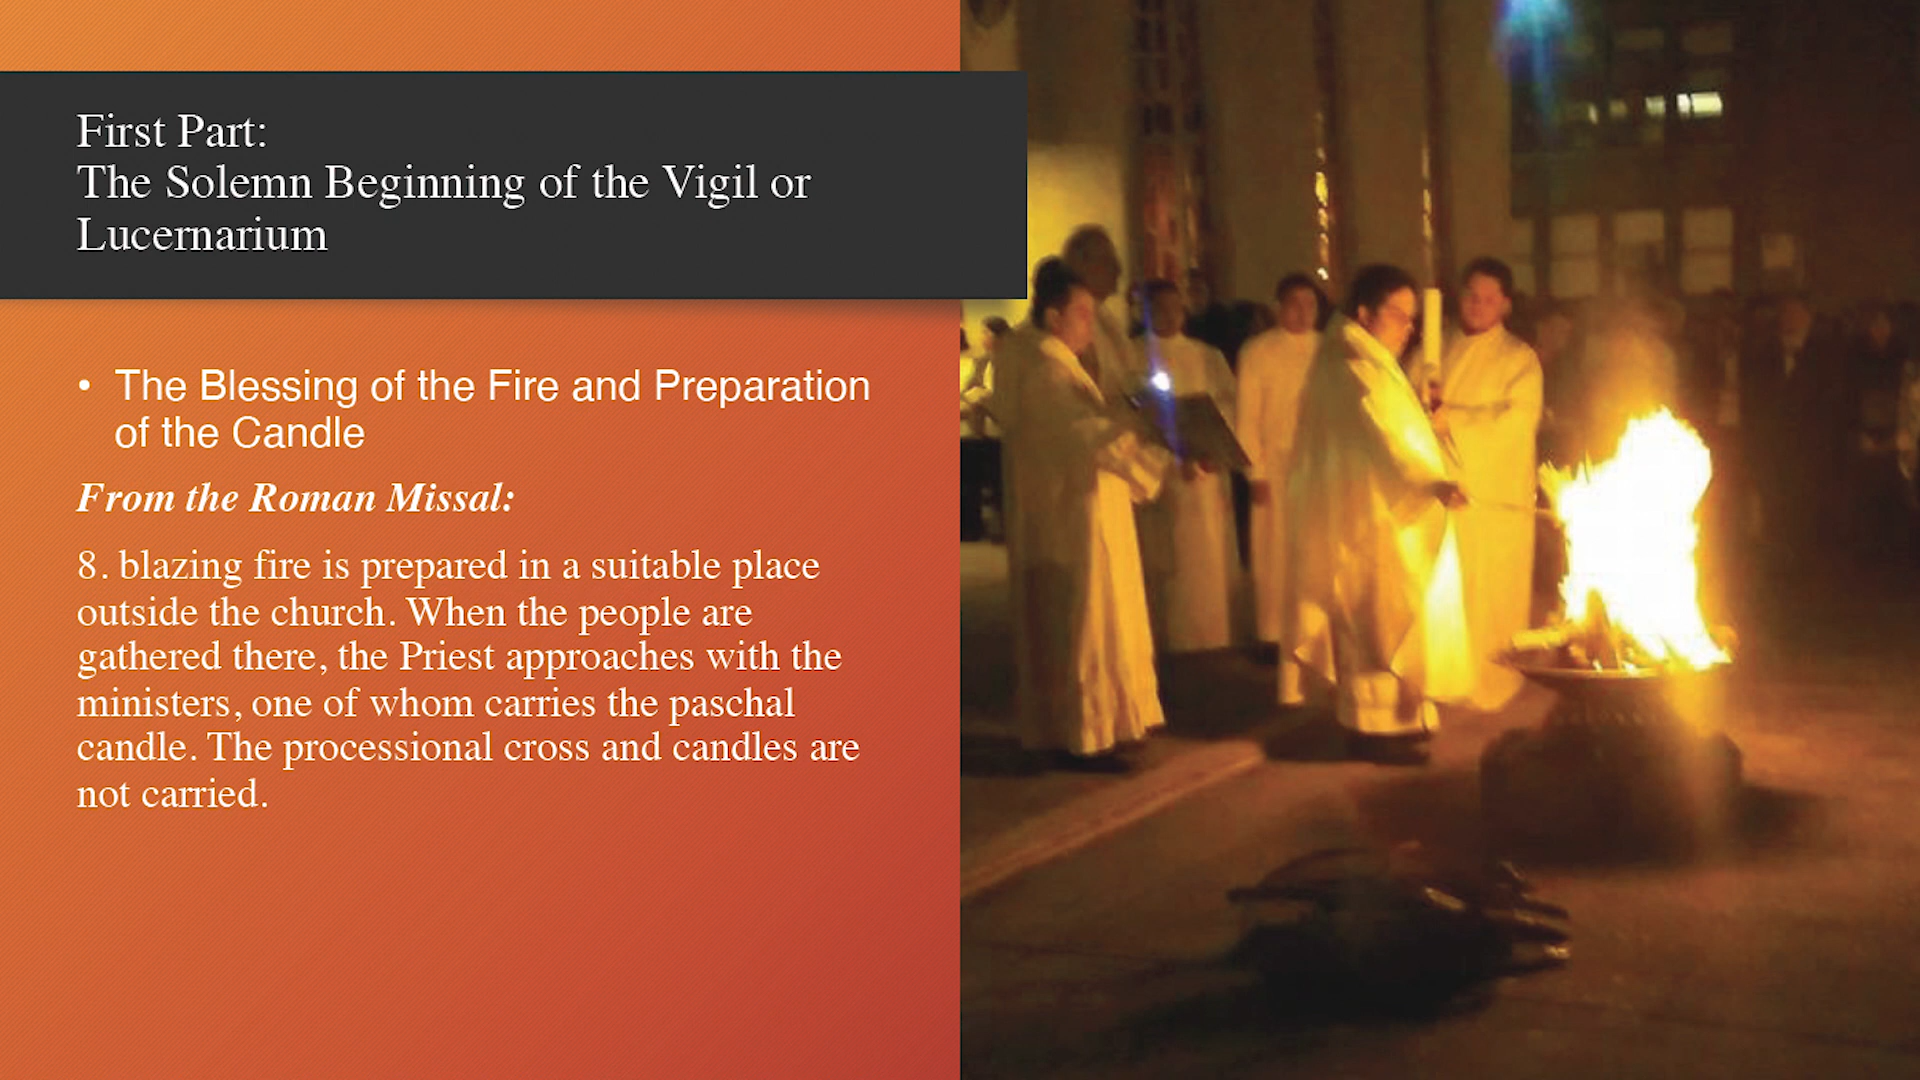 First Part:
The Solemn Beginning of the Vigil or
Lucernarium
• The Blessing of the Fire and Preparation
of the Candle
From the Roman Missal:
8. blazing fire is prepared in a suitable place
outside the church. When the people are
gathered there, the Priest approaches with the
ministers, one of whom carries the paschal
candle. The processional cross and candles are
not carried.